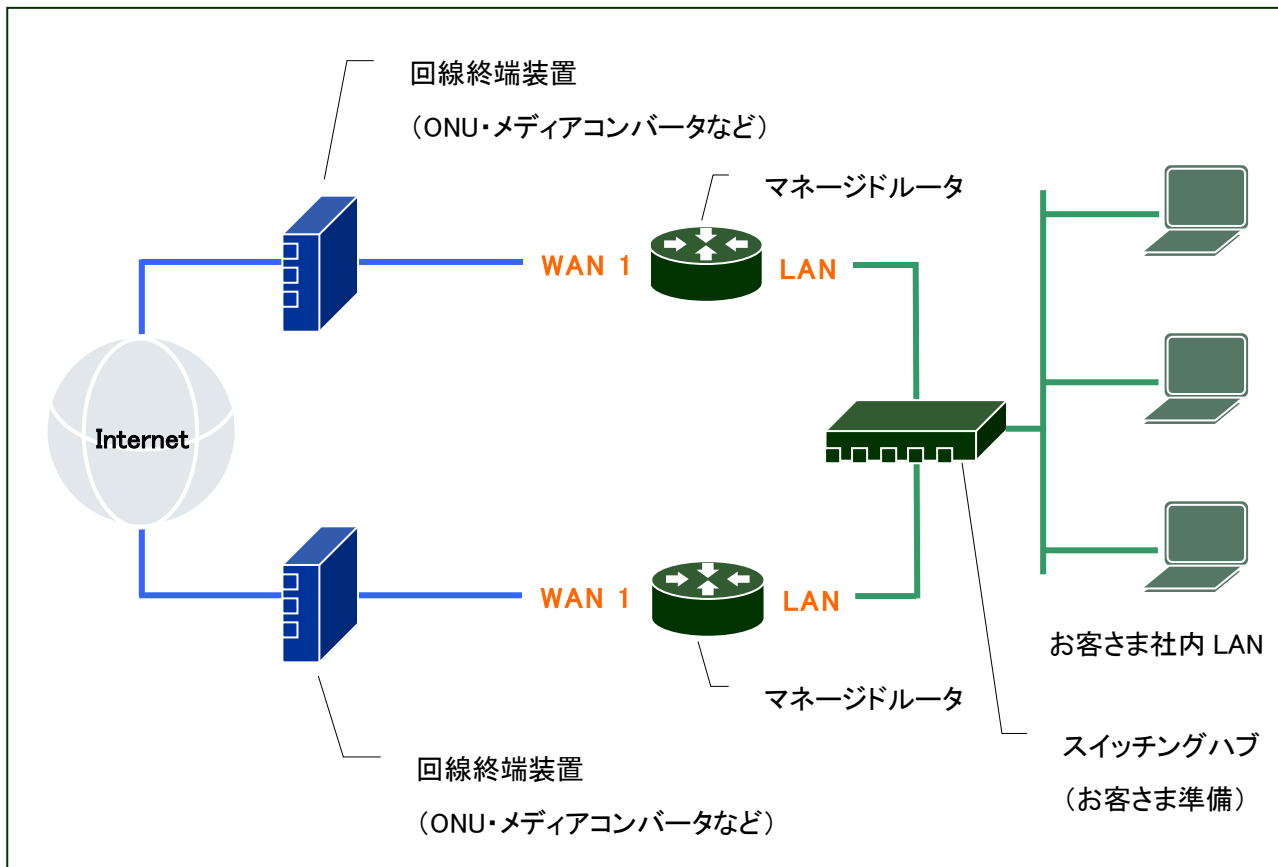 回線終端装置
（ONU・メディアコンバータなど）
マネージドルータ
WAN 1
LAN
Internet
WAN 1
LAN
お客さま社内 LAN
マネージドルータ
スイッチングハブ
（お客さま準備）
回線終端装置
（ONU・メディアコンバータなど）